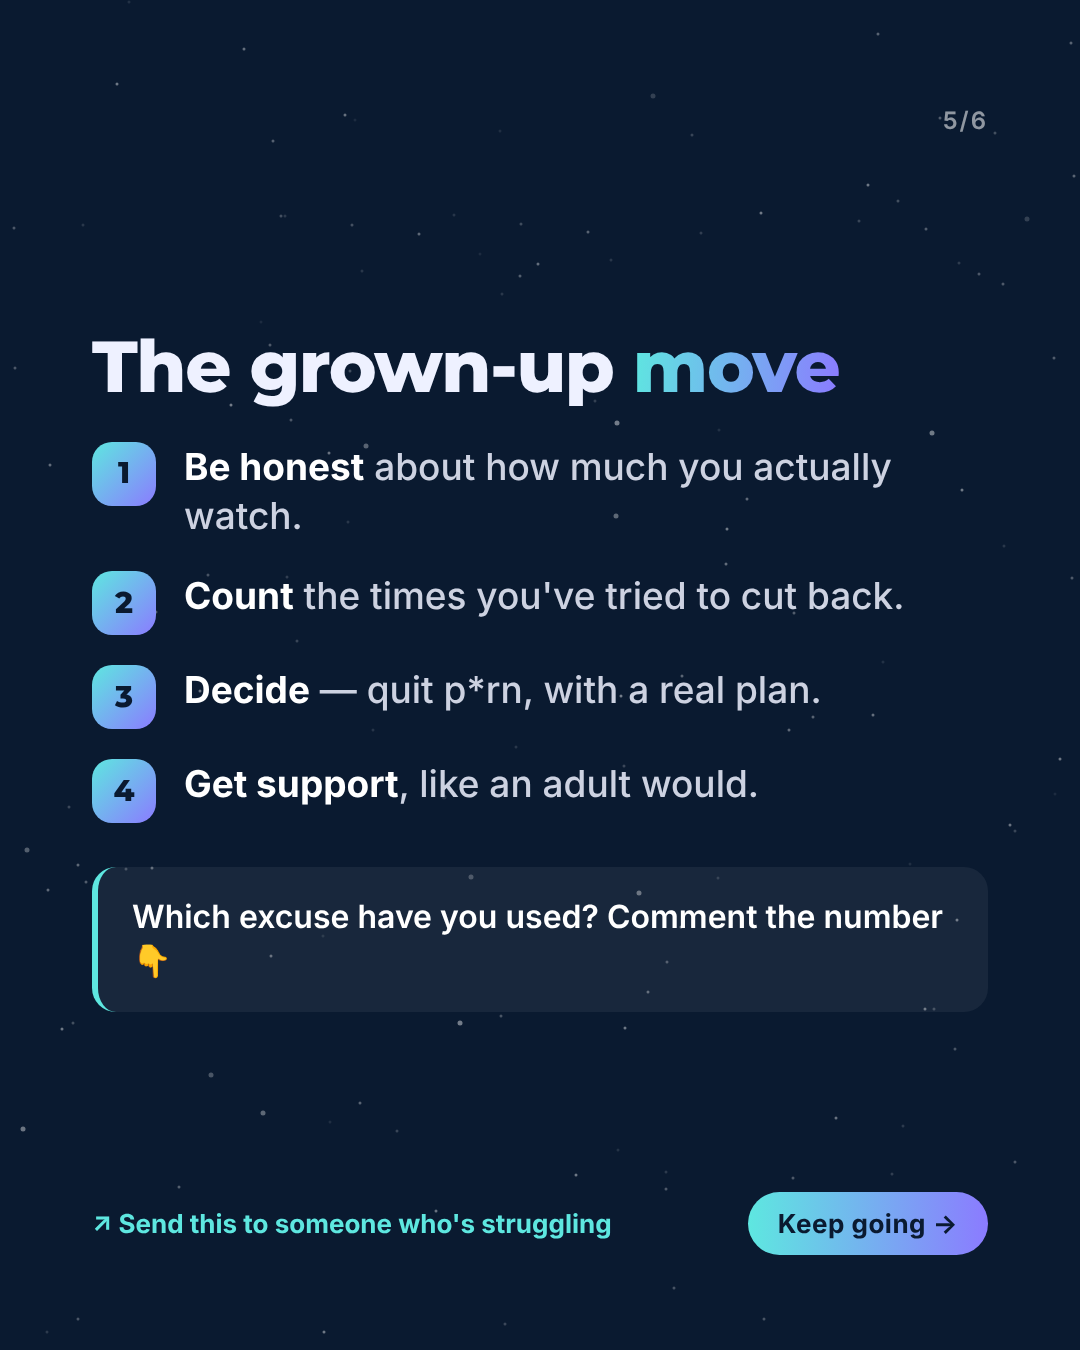 5/6
The grown-up move
1 Be honest about how much you actually
watch.
2 Count the times you've tried to cut back.
3 Decide — quit p*rn, with a real plan.
4 Get support, like an adult would.
Which excuse have you used? Comment the number
👇
↗ Send this to someone who's struggling
Keep going →